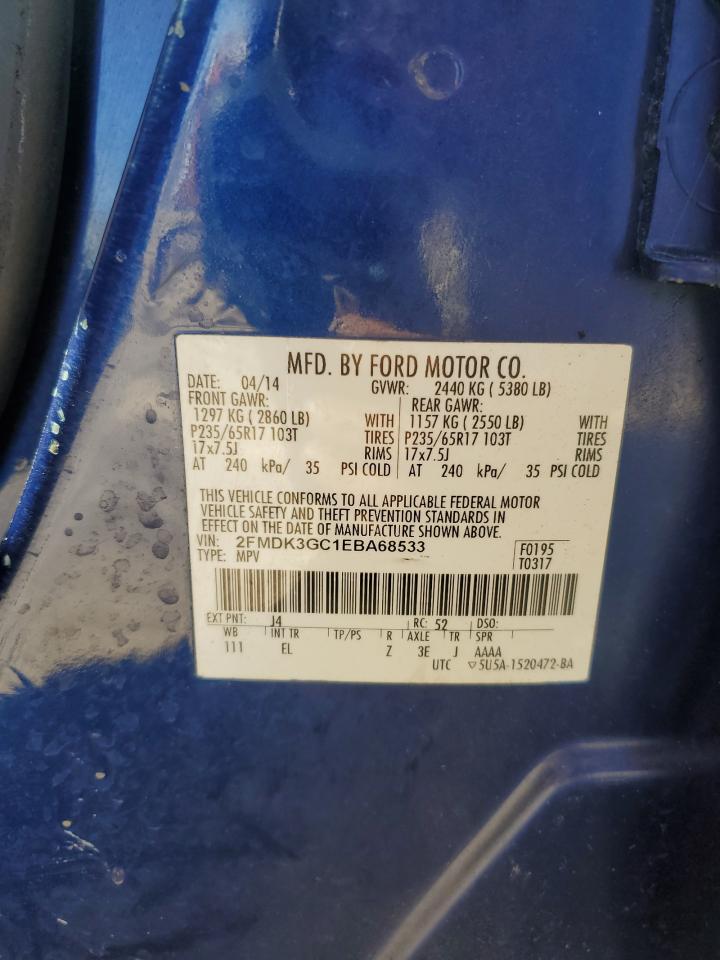 MFD. BY FORD MOTOR CO.
DATE: 04/14 GVWR: 2440 KG ( 5380 LB)
FRONT GAWR: REAR GAWR:
1297 KG ( 2860 LB) WITH 1157 KG ( 2550 LB) WITH
P235/65R17 103T TIRES P235/65R17 103T TIRES
17x7.5J RIMS 17x7.5J RIMS
AT 240 kPa/ 35 PSI COLD AT 240 kPa/ 35 PSI COLD
THIS VEHICLE CONFORMS TO ALL APPLICABLE FEDERAL MOTOR
VEHICLE SAFETY AND THEFT PREVENTION STANDARDS IN
EFFECT ON THE DATE OF MANUFACTURE SHOWN ABOVE.
VIN: 2FMDK3GC1EBA68533 F0195
TYPE: MPV T0317
EXT PNT: J4 RC: 52 DSO:
WB INT TR TP/PS R AXLE TR SPR
111 EL Z 3E J AAAA
UTC ▽5U5A-1520472-BA